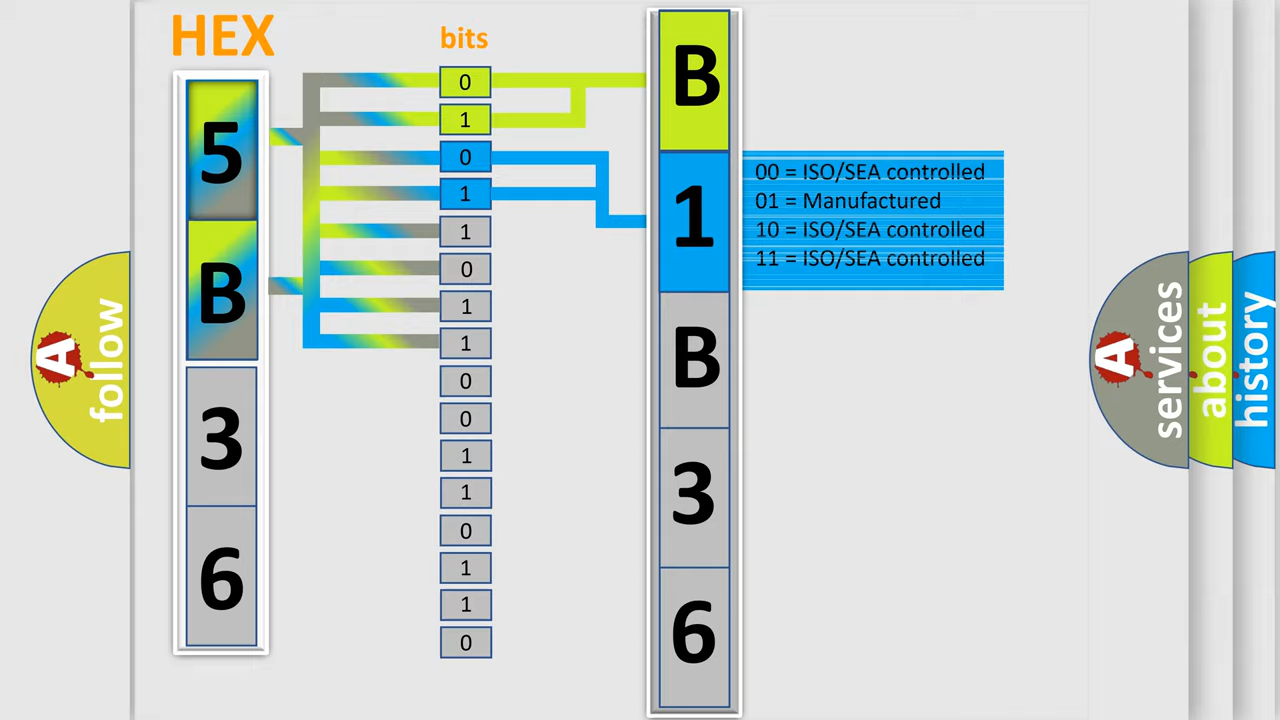 HEX
bits
5
B
3
6
0
1
0
1
1
0
1
1
0
0
1
1
0
1
1
0
B
1
B
3
6
00 = ISO/SEA controlled
01 = Manufactured
10 = ISO/SEA controlled
11 = ISO/SEA controlled
A
follow
A
services
about
history